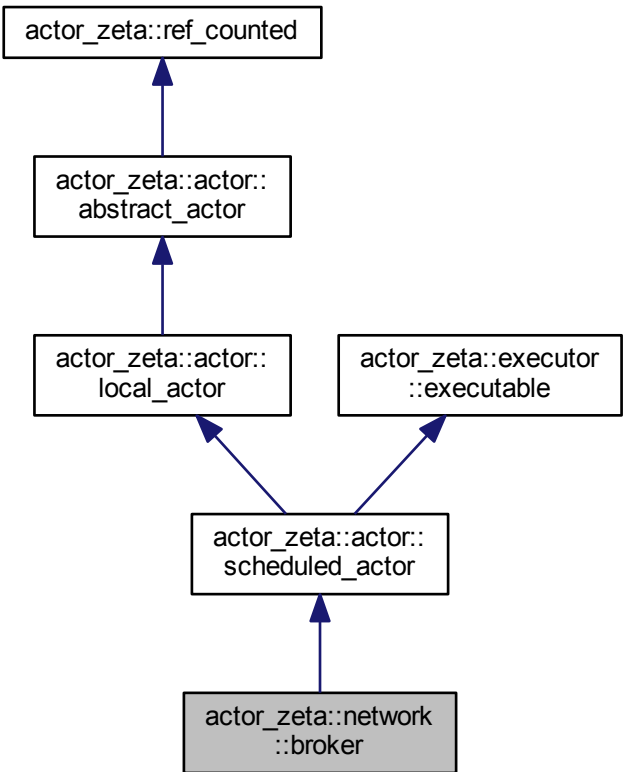 actor_zeta::ref_counted
actor_zeta::actor::
abstract_actor
actor_zeta::actor::
local_actor
actor_zeta::executor
::executable
actor_zeta::actor::
scheduled_actor
actor_zeta::network
::broker